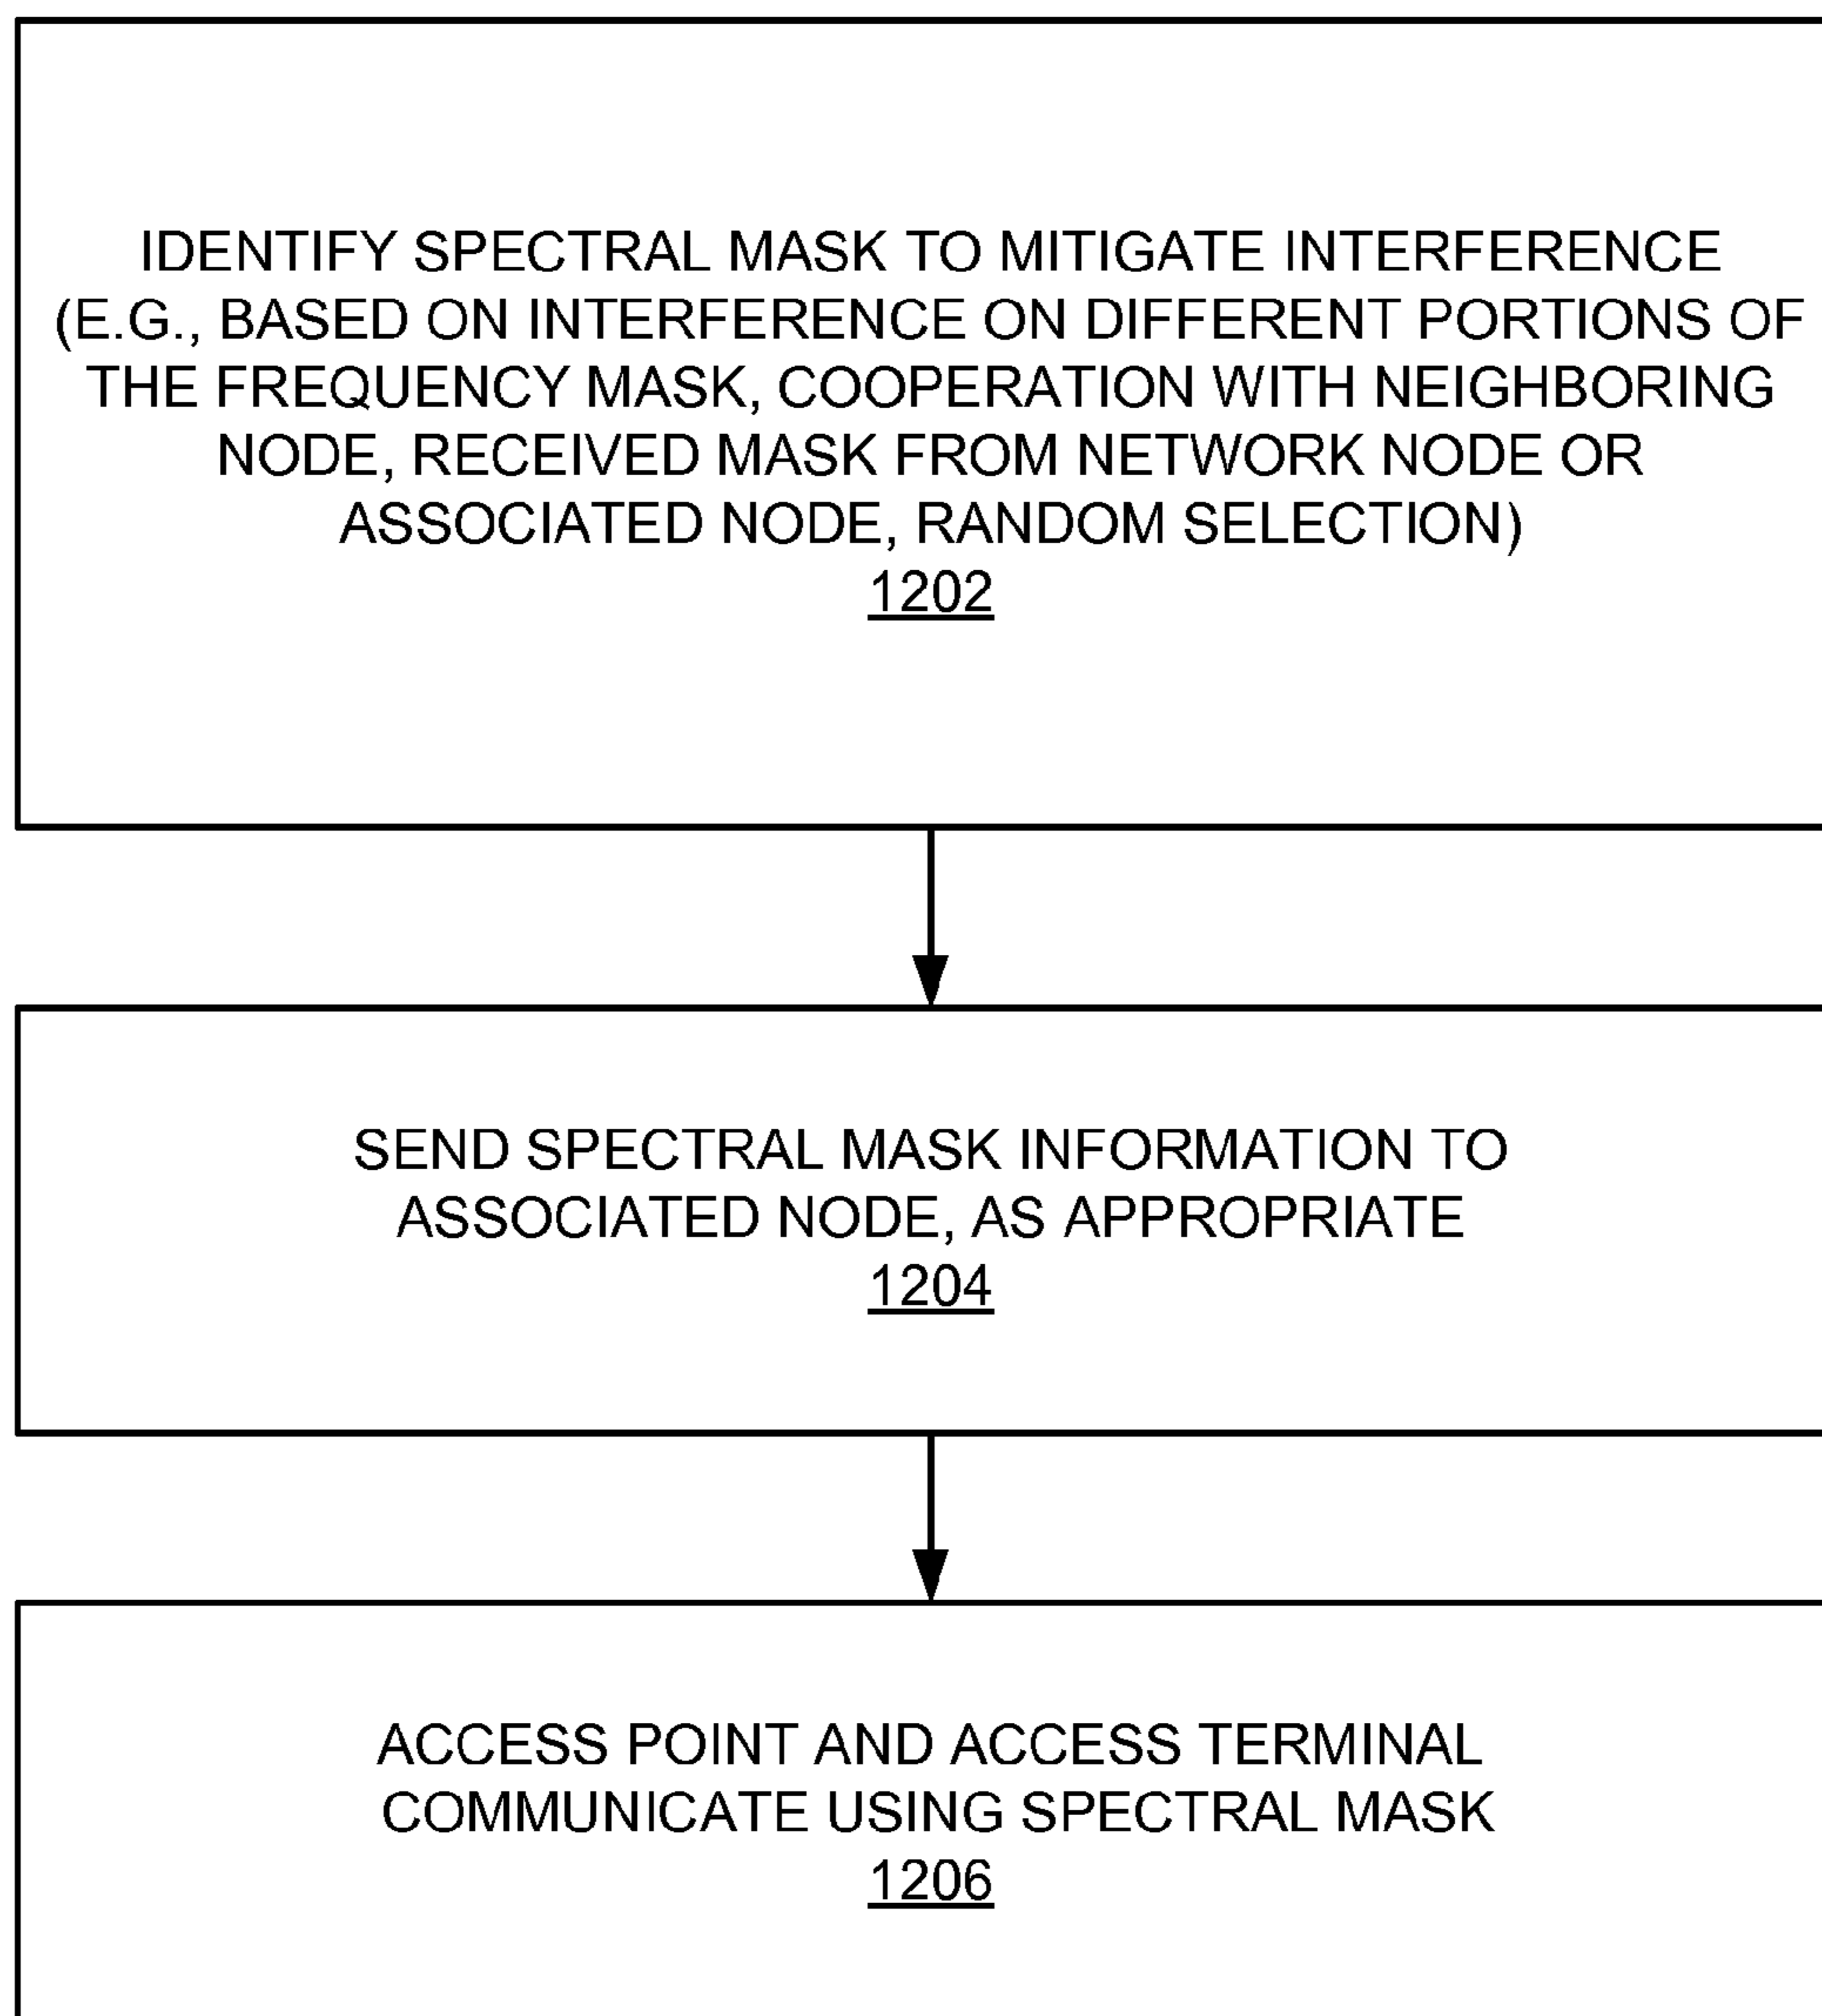 IDENTIFY SPECTRAL MASK TO MITIGATE INTERFERENCE
(E.G., BASED ON INTERFERENCE ON DIFFERENT PORTIONS OF
THE FREQUENCY MASK, COOPERATION WITH NEIGHBORING
NODE, RECEIVED MASK FROM NETWORK NODE OR
ASSOCIATED NODE, RANDOM SELECTION)
1202
SEND SPECTRAL MASK INFORMATION TO
ASSOCIATED NODE, AS APPROPRIATE
1204
ACCESS POINT AND ACCESS TERMINAL
COMMUNICATE USING SPECTRAL MASK
1206